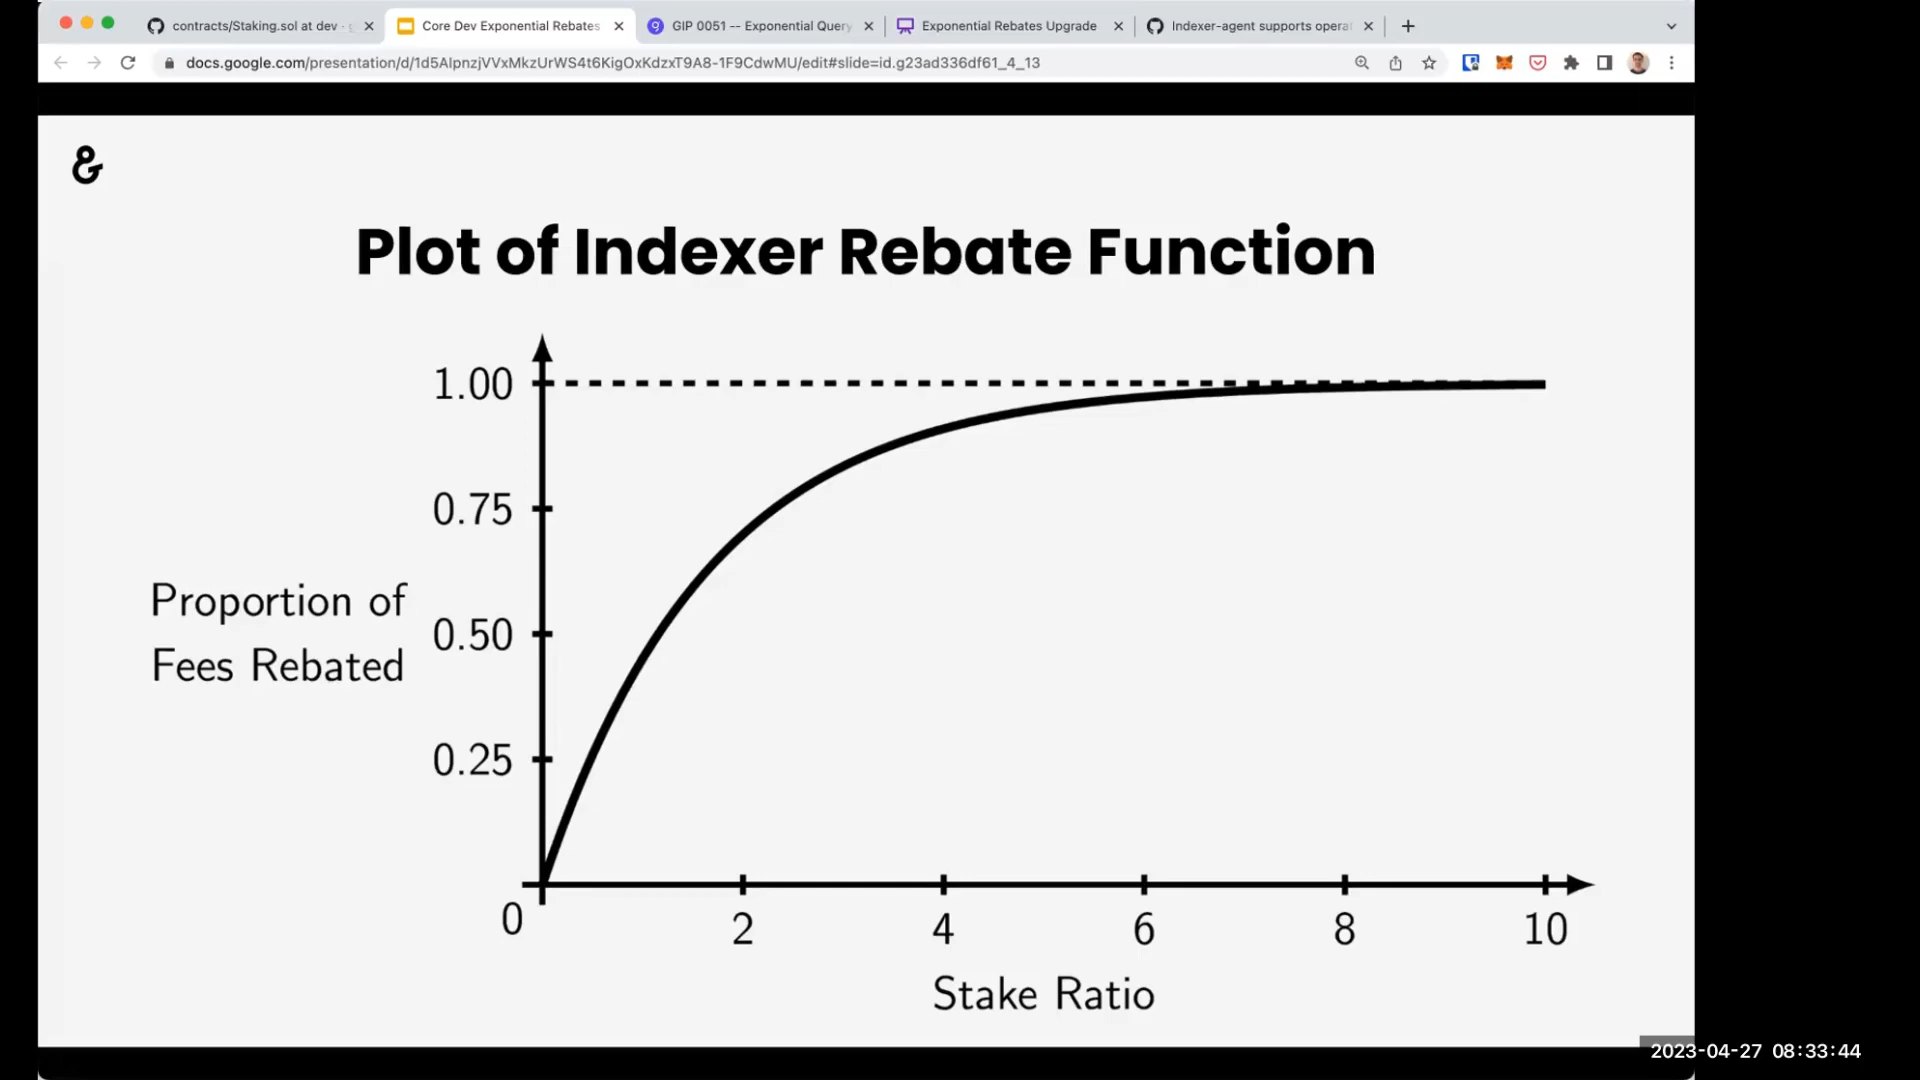 contracts/Staking.sol at dev ·
Core Dev Exponential Rebates
GIP 0051 -- Exponential Query
Exponential Rebates Upgrade
Indexer-agent supports opera
docs.google.com/presentation/d/1d5AlpnzjVVxMkzUrWS4t6KigOxKdzxT9A8-1F9CdwMU/edit#slide=id.g23ad336df61_4_13
&
Plot of Indexer Rebate Function
1.00
0.75
Proportion of
Fees Rebated
0.50
0.25
0
2
4
6
8
10
Stake Ratio
2023-04-27 08:33:44